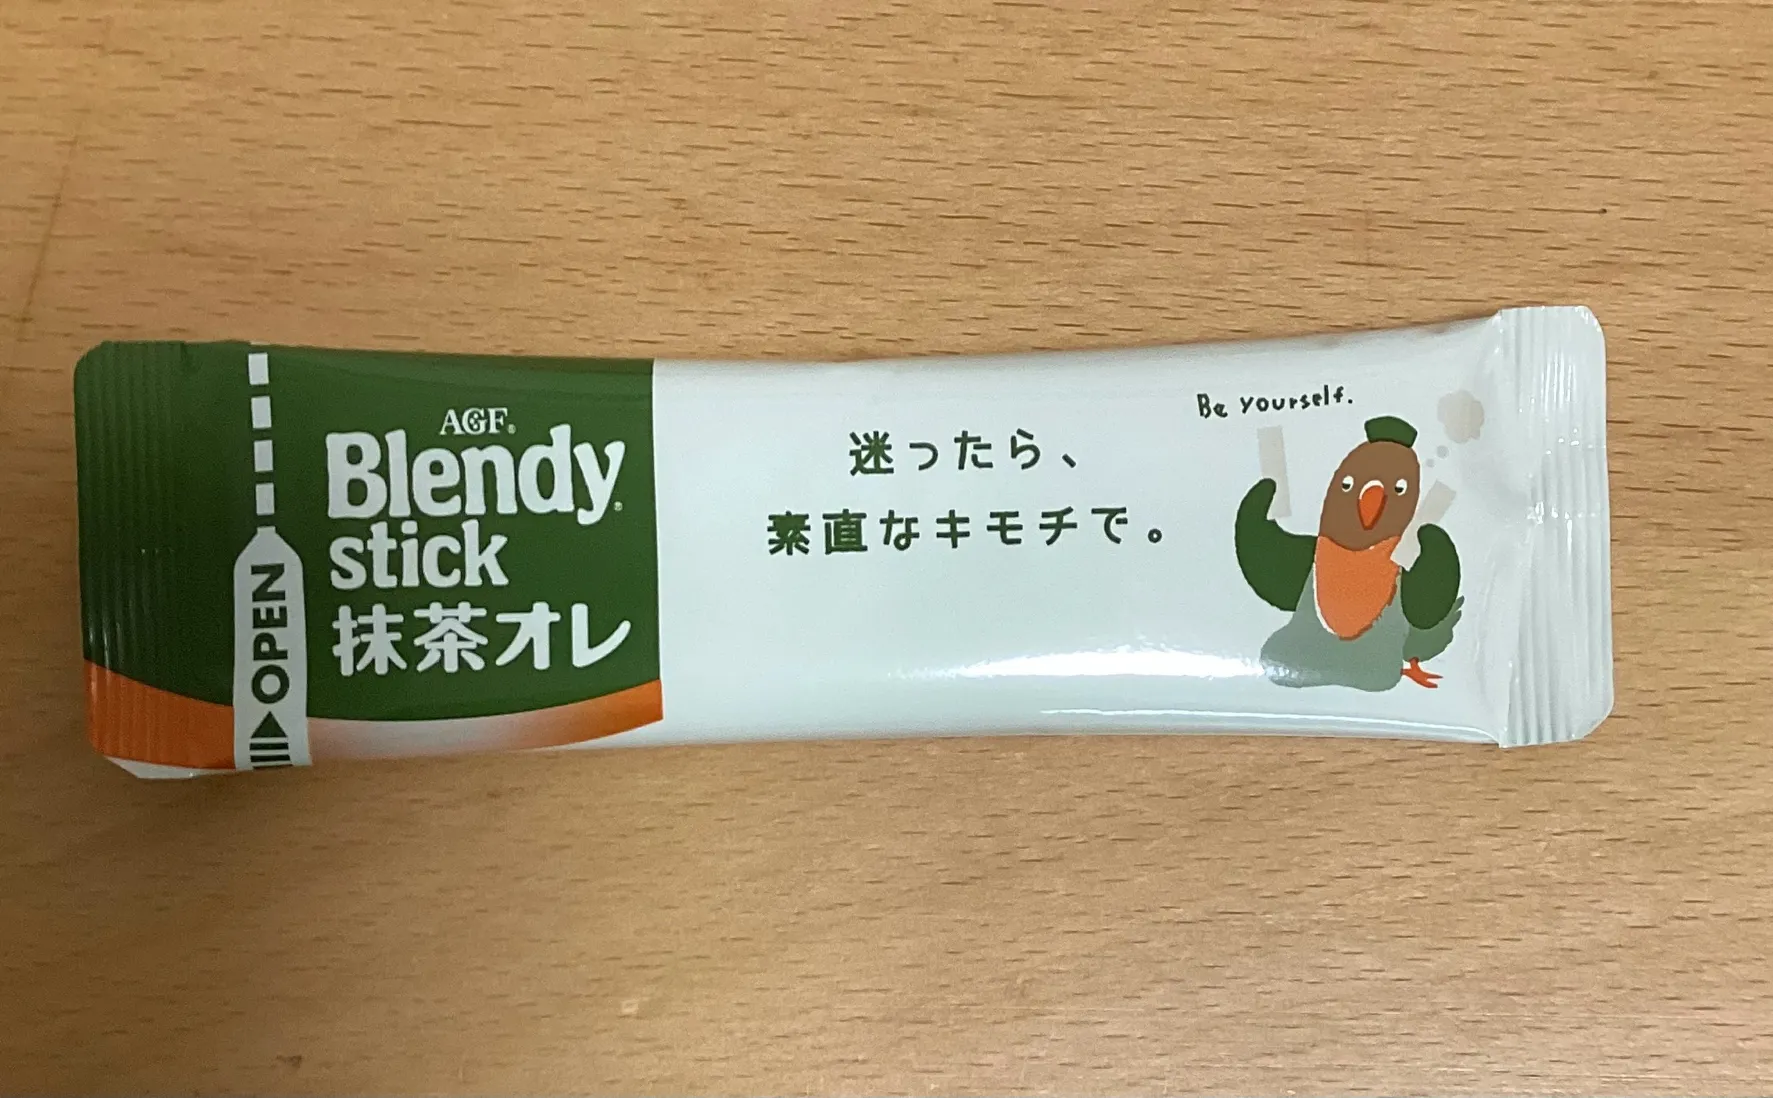 AGF®
Blendy®
stick
抹茶オレ
OPEN
迷ったら、
素直なキモチで。
Be yourself.